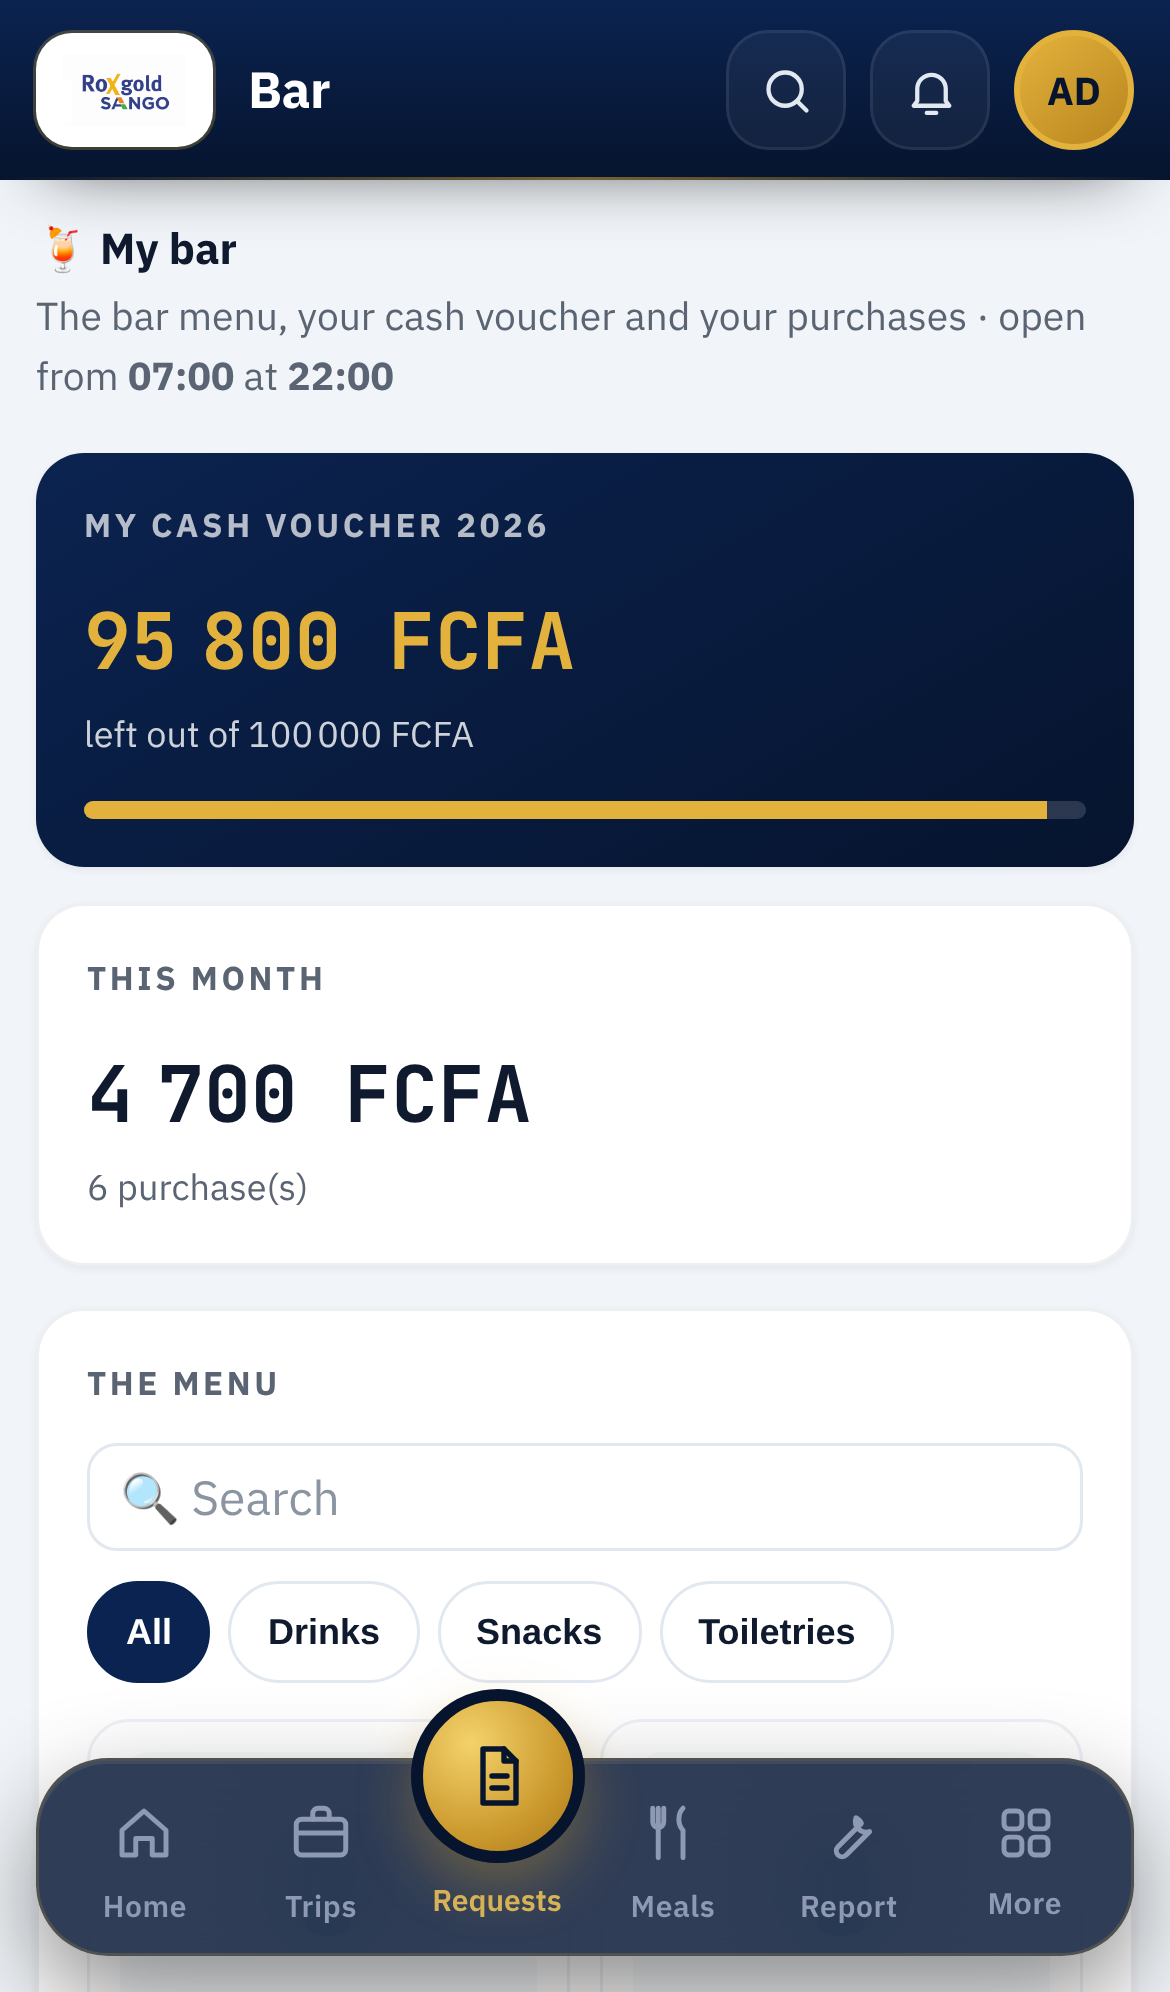 Roxgold
SANGO
Bar
AD
My bar
The bar menu, your cash voucher and your purchases · open
from 07:00 at 22:00
MY CASH VOUCHER 2026
95 800 FCFA
left out of 100 000 FCFA
THIS MONTH
4 700 FCFA
6 purchase(s)
THE MENU
Search
All
Drinks
Snacks
Toiletries
Home
Trips
Requests
Meals
Report
More